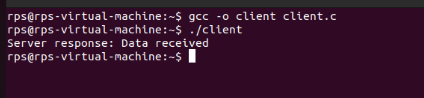 rps@rps-virtual-machine:~$ gcc -o client client.c
rps@rps-virtual-machine:~$ ./client
Server response: Data received
rps@rps-virtual-machine:~$